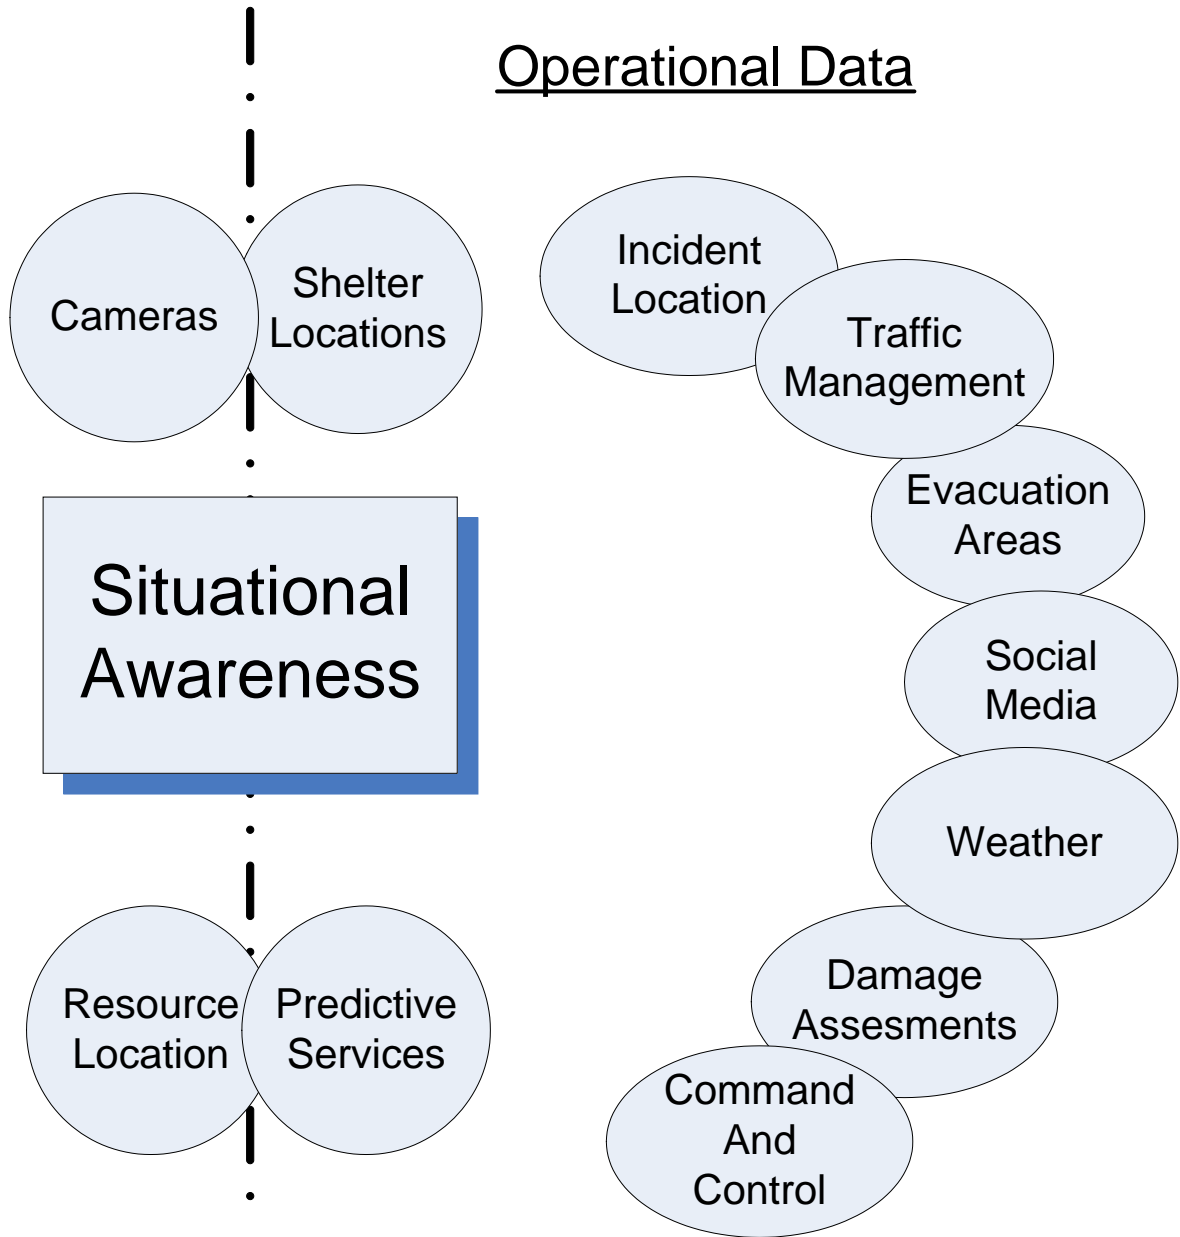 Operational Data
Cameras
Shelter
Locations
Incident
Location
Traffic
Management
Evacuation
Areas
Situational
Awareness
Social
Media
Weather
Resource
Location
Predictive
Services
Damage
Assesments
Command
And
Control